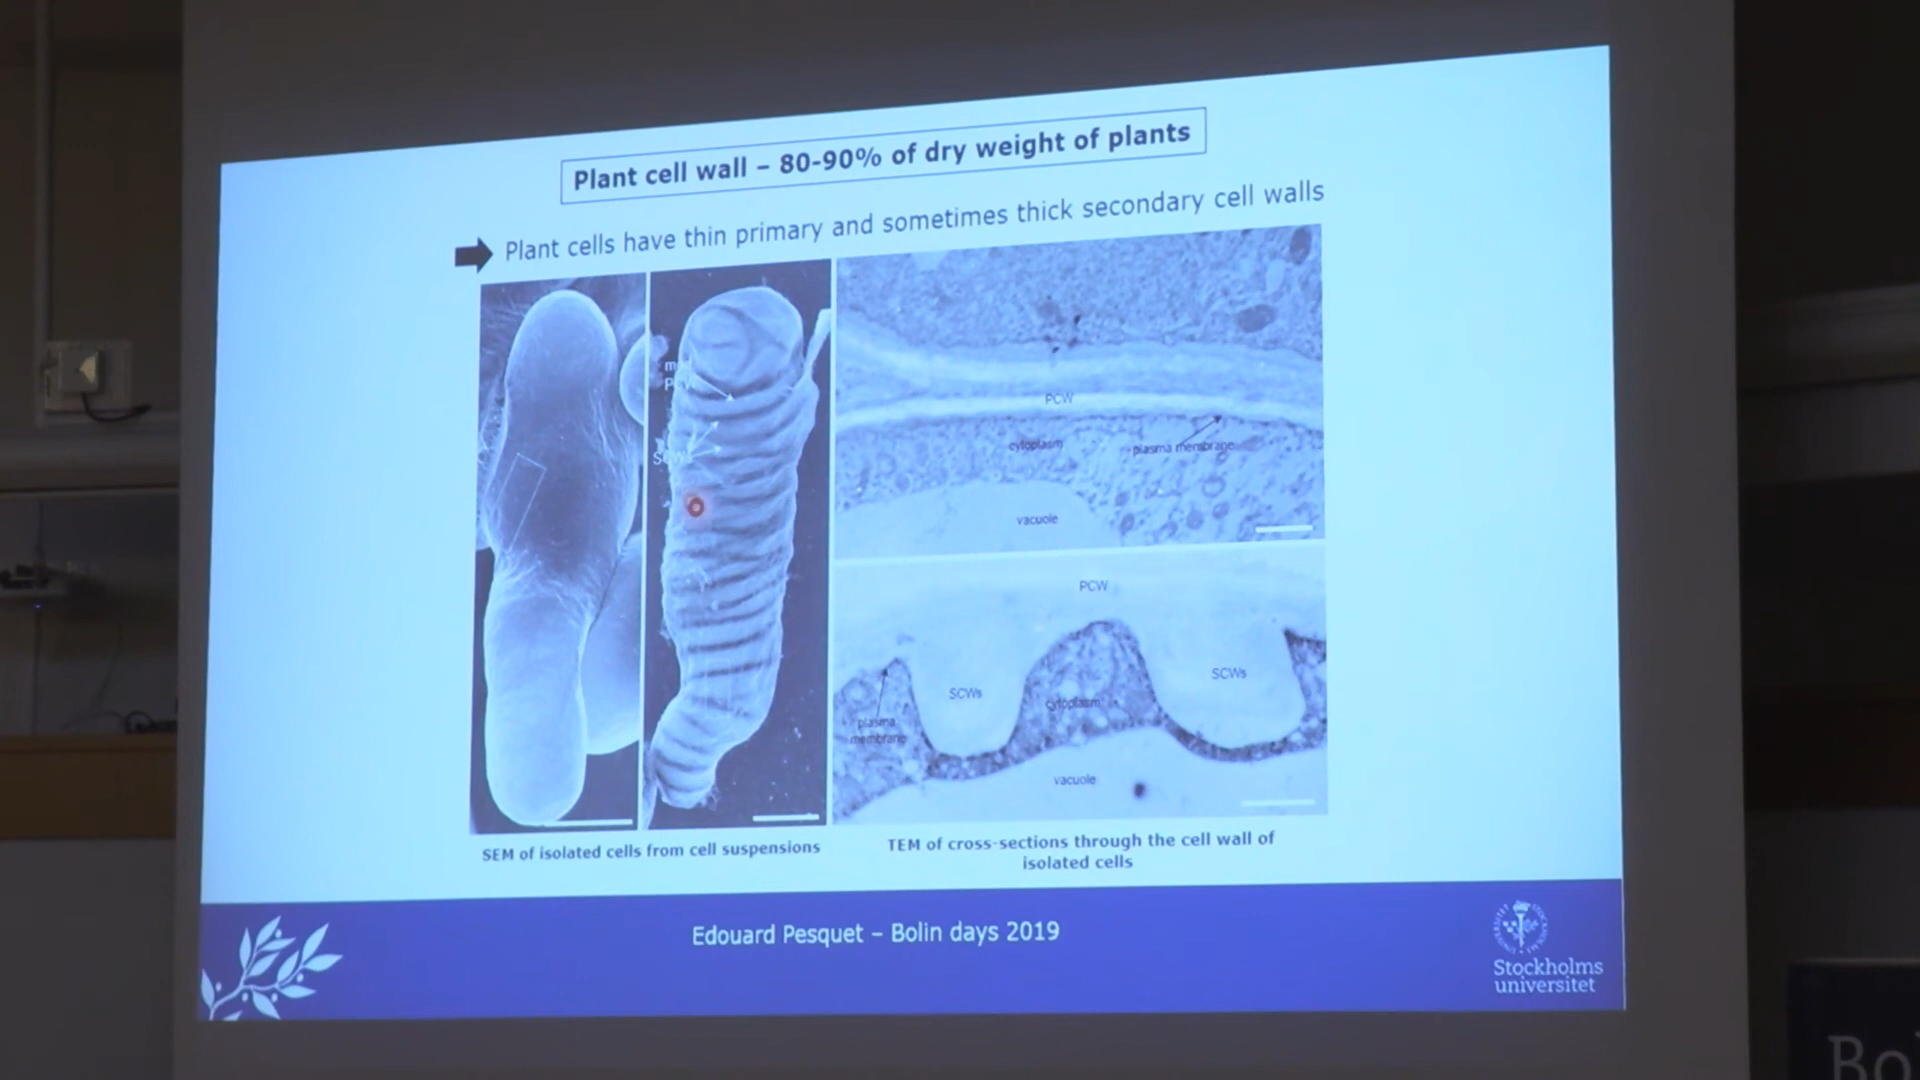 Plant cell wall – 80-90% of dry weight of plants
Plant cells have thin primary and sometimes thick secondary cell walls
SCWs
PCW
cytoplasm
plasma membrane
vacuole
PCW
SCWs
SCWs
cytoplasm
plasma
membrane
vacuole
SEM of isolated cells from cell suspensions
TEM of cross-sections through the cell wall of
isolated cells
Edouard Pesquet – Bolin days 2019
Stockholms
universitet